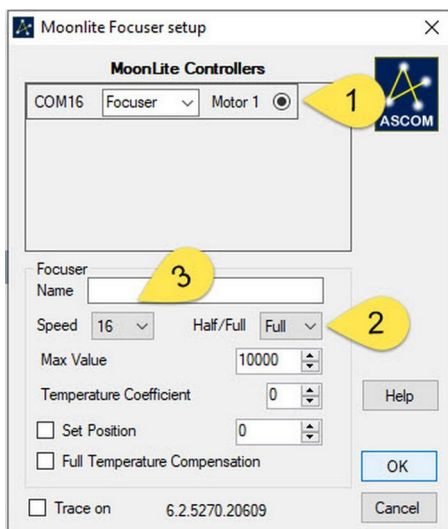 Moonlite Focuser setup
MoonLite Controllers
COM16 Focuser Motor 1 1
ASCOM
Focuser
Name
3
Speed 16 Half/Full Full 2
Max Value 10000
Temperature Coefficient 0 Help
Set Position 0
Full Temperature Compensation OK
Trace on 6.2.5270.20609 Cancel